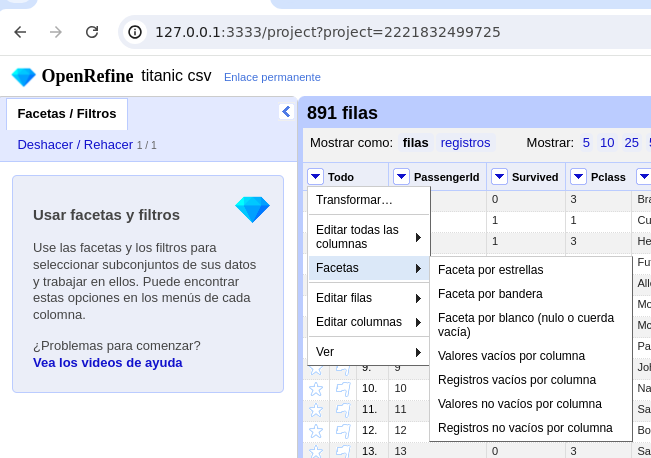 127.0.0.1:3333/project?project=2221832499725
OpenRefine titanic csv Enlace permanente
Facetas / Filtros
Deshacer / Rehacer 1 / 1
Usar facetas y filtros
Use las facetas y los filtros para
seleccionar subconjuntos de sus datos
y trabajar en ellos. Puede encontrar
estas opciones en los menús de cada
colomna.
¿Problemas para comenzar?
Vea los videos de ayuda
891 filas
Mostrar como: filas registros Mostrar: 5 10 25
Todo PassengerId Survived Pclass
0 3 Bra
1 1 Cu
1 3 He
Transformar…
Editar todas las
columnas
Facetas
Editar filas
Editar columnas
Ver
Faceta por estrellas
Faceta por bandera
Faceta por blanco (nulo o cuerda
vacía)
Valores vacíos por columna
Registros vacíos por columna
Valores no vacíos por columna
Registros no vacíos por columna
Fut
Alle
Mo
Mc
Pa
9. 9 Joh
10. 10 Na
11. 11 Sa
12. 12 Bo
13. 13 0 3 Sa